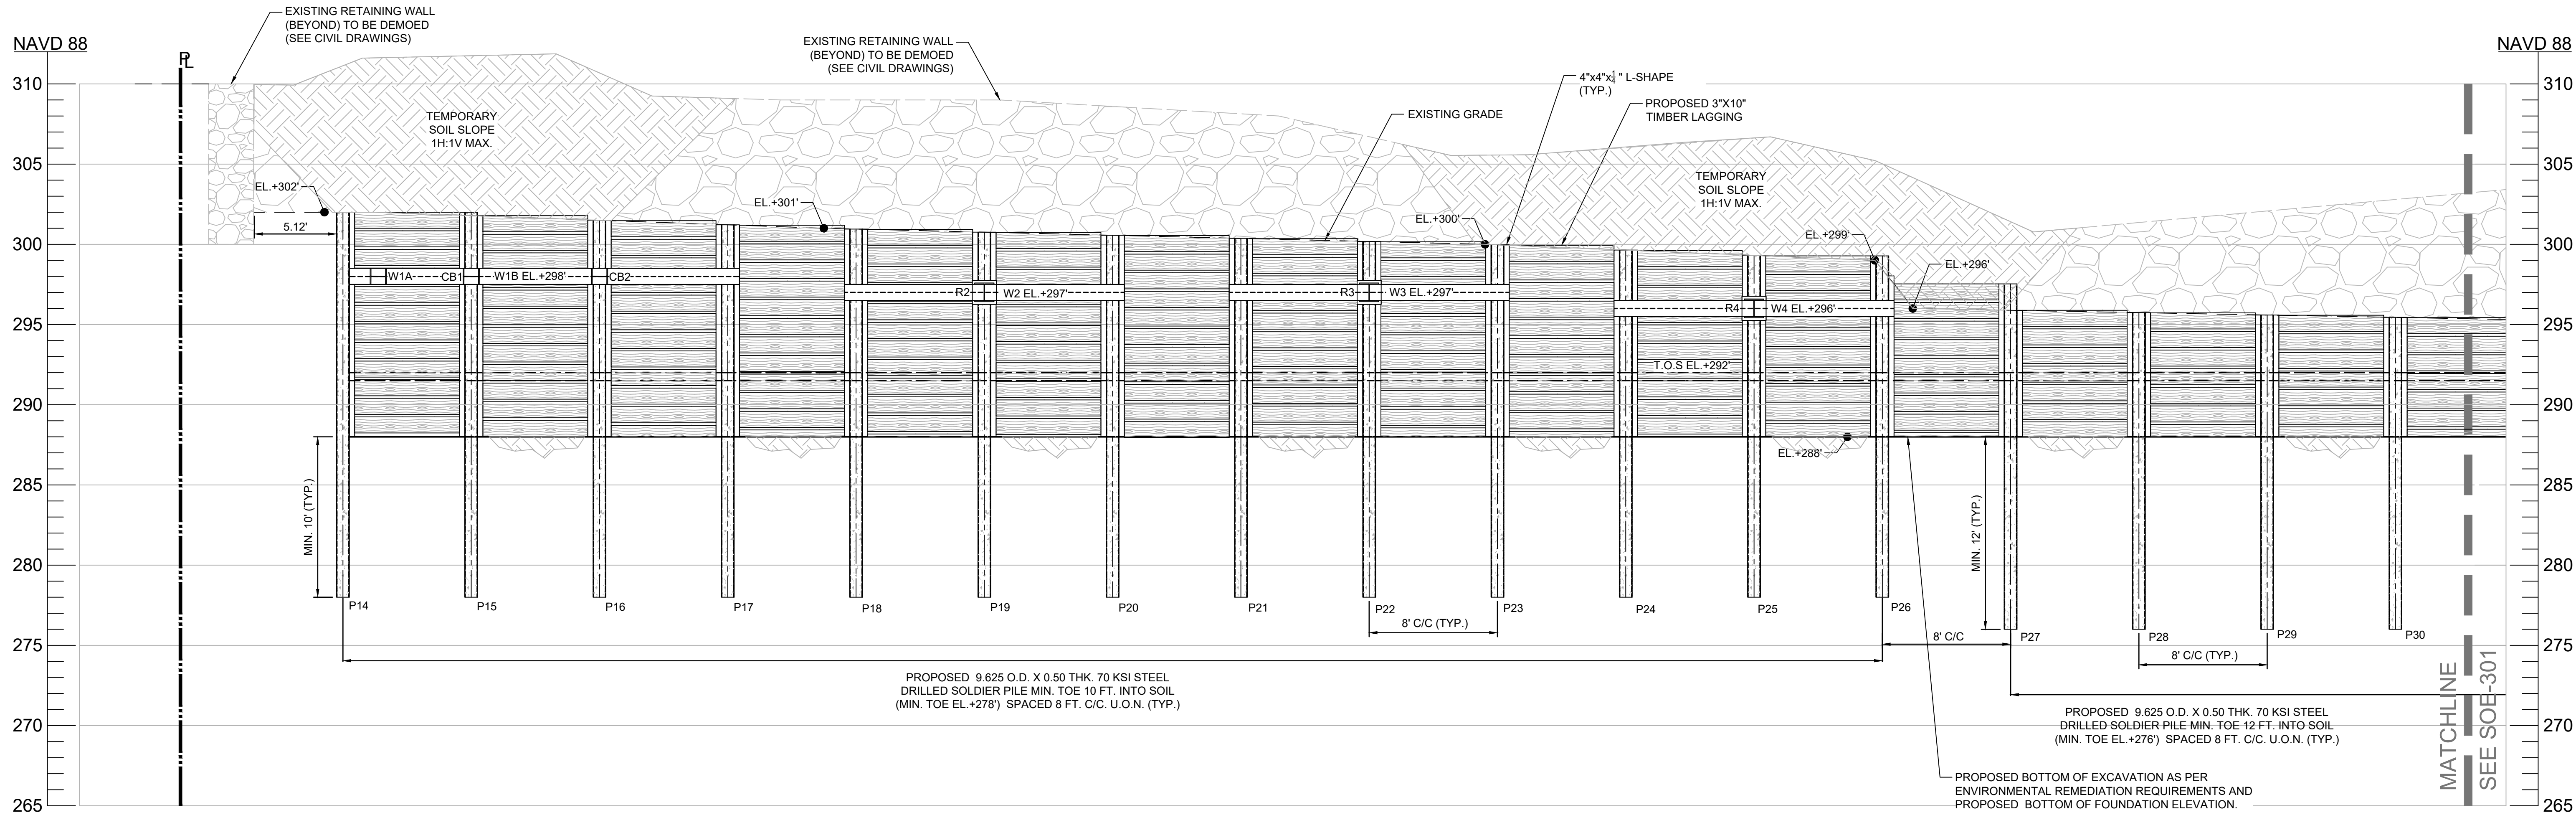 EXISTING RETAINING WALL
(BEYOND) TO BE DEMOED
(SEE CIVIL DRAWINGS)
NAVD 88
PL
EXISTING RETAINING WALL
(BEYOND) TO BE DEMOED
(SEE CIVIL DRAWINGS)
NAVD 88
4"x4"x1/4" L-SHAPE
(TYP.)
PROPOSED 3"X10"
TIMBER LAGGING
EXISTING GRADE
310
310
TEMPORARY
SOIL SLOPE
1H:1V MAX.
305
305
TEMPORARY
SOIL SLOPE
1H:1V MAX.
EL.+302'
EL.+301'
EL.+300'
EL.+299'
EL.+296'
5.12'
300
300
W1A
CB1
W1B EL.+298'
CB2
R2
W2 EL.+297'
R3
W3 EL.+297'
R4
W4 EL.+296'
295
295
T.O.S EL.+292'
290
290
EL.+288'
MIN. 10' (TYP.)
MIN. 12' (TYP.)
285
285
280
280
P14
P15
P16
P17
P18
P19
P20
P21
P22
P23
P24
P25
P26
P27
P28
P29
P30
8' C/C (TYP.)
8' C/C
8' C/C (TYP.)
275
275
PROPOSED 9.625 O.D. X 0.50 THK. 70 KSI STEEL
DRILLED SOLDIER PILE MIN. TOE 10 FT. INTO SOIL
(MIN. TOE EL.+278') SPACED 8 FT. C/C. U.O.N. (TYP.)
PROPOSED 9.625 O.D. X 0.50 THK. 70 KSI STEEL
DRILLED SOLDIER PILE MIN. TOE 12 FT. INTO SOIL
(MIN. TOE EL.+276') SPACED 8 FT. C/C. U.O.N. (TYP.)
270
270
MATCHLINE
SEE SOE-301
PROPOSED BOTTOM OF EXCAVATION AS PER
ENVIRONMENTAL REMEDIATION REQUIREMENTS AND
PROPOSED BOTTOM OF FOUNDATION ELEVATION.
265
265